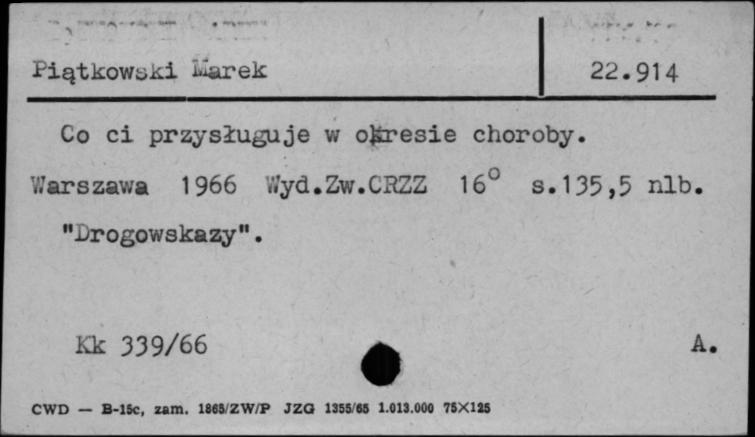 Piątkowski Marek 22.914
Co ci przysługuje w okresie choroby.
Warszawa 1966 Wyd.Zw.CRZZ 16° s.135,5 nlb.
"Drogowskazy".
Kk 339/66 A.
CWD — B-15c, zam. 1865/ZW/P JZG 1355/65 1.013.000 75X125